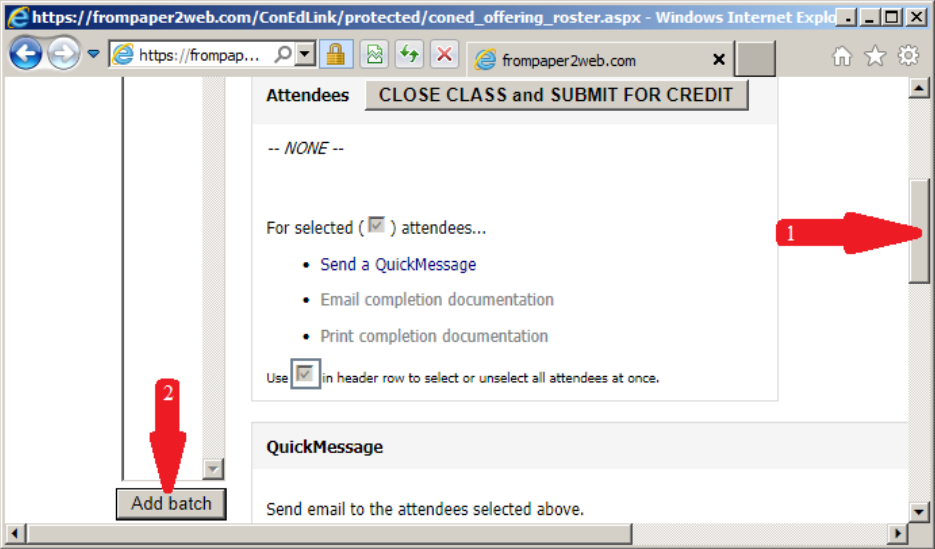 https://frompaper2web.com/ConEdLink/protected/coned_offering_roster.aspx - Windows Internet Explo
https://frompap...
frompaper2web.com
Attendees CLOSE CLASS and SUBMIT FOR CREDIT
-- NONE --
1
For selected ( ) attendees...
• Send a QuickMessage
• Email completion documentation
• Print completion documentation
Use in header row to select or unselect all attendees at once.
2
QuickMessage
Add batch
Send email to the attendees selected above.